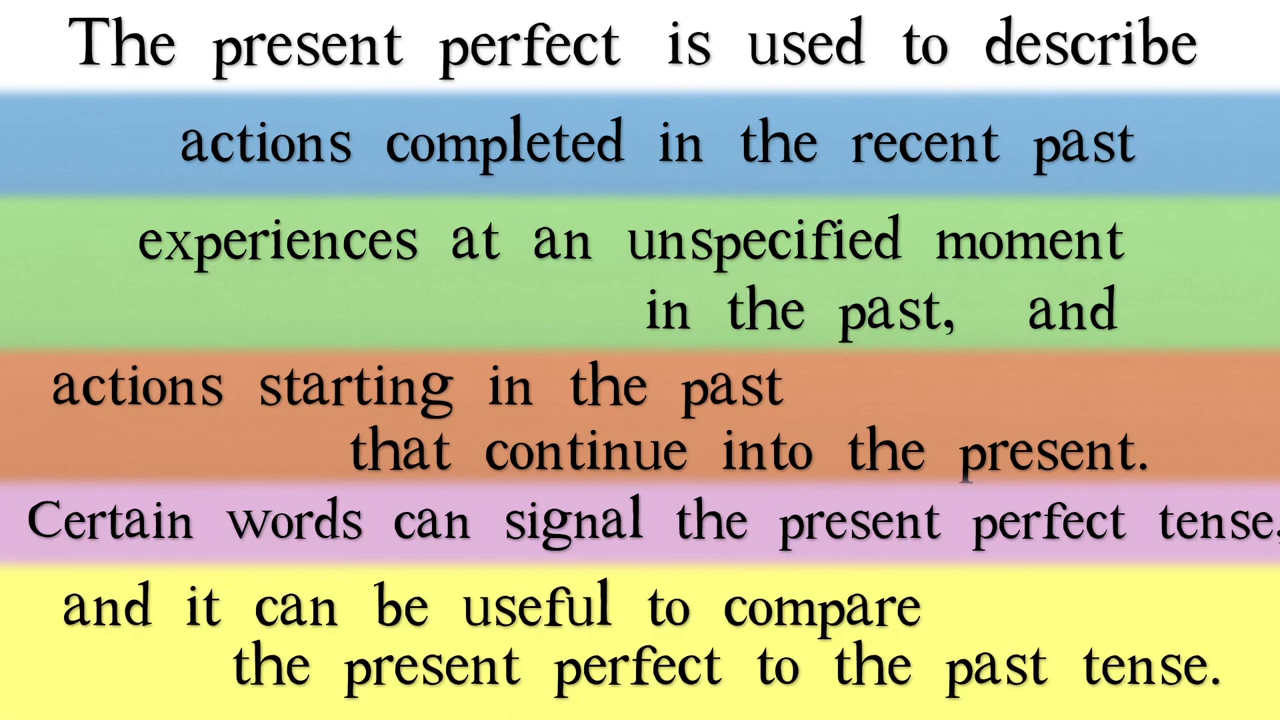 The present perfect is used to describe
actions completed in the recent past
experiences at an unspecified moment
in the past, and
actions starting in the past
that continue into the present.
Certain words can signal the present perfect tense,
and it can be useful to compare
the present perfect to the past tense.